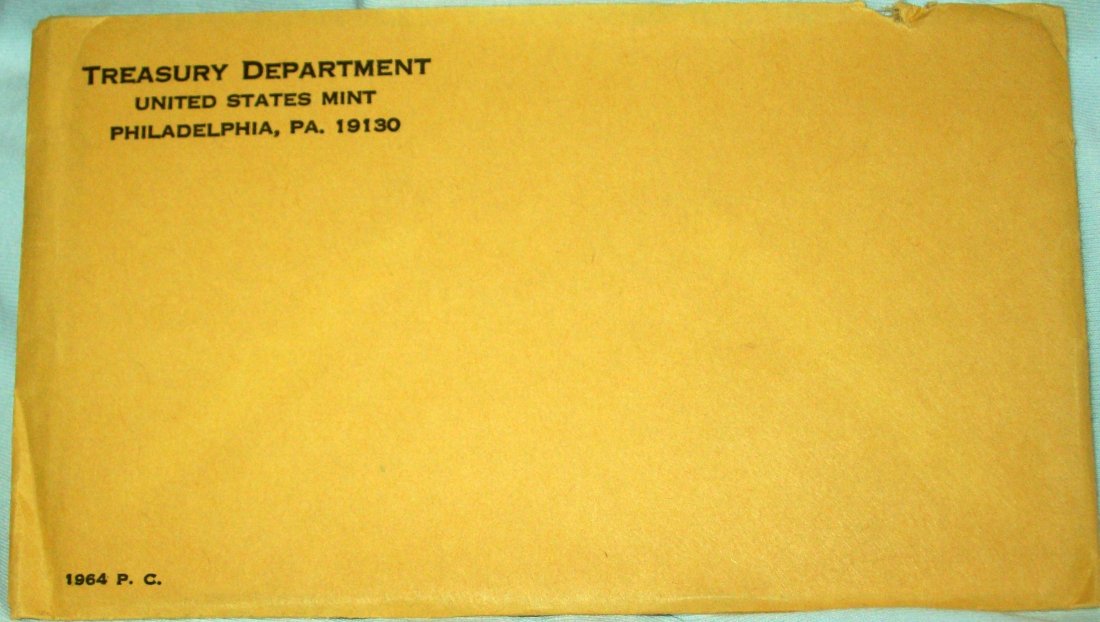 TREASURY DEPARTMENT
UNITED STATES MINT
PHILADELPHIA, PA. 19130
1964 P. C.